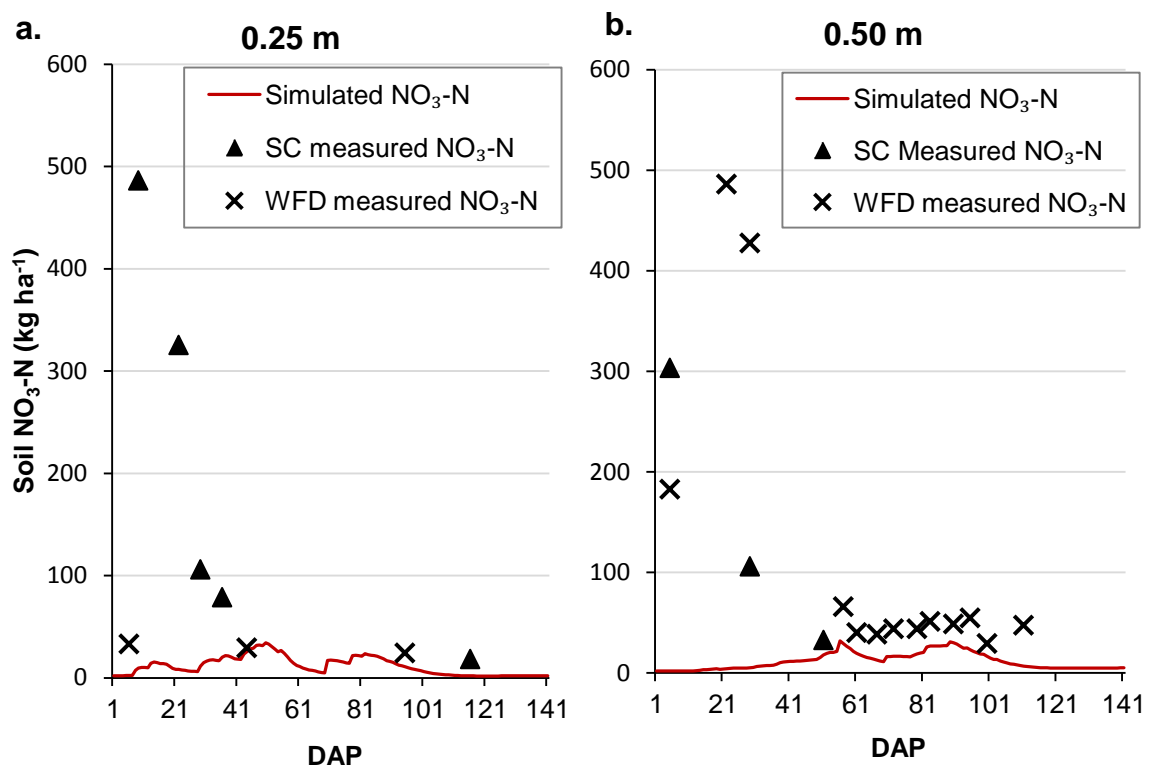 a.
0.25 m
Simulated NO₃-N
SC measured NO₃-N
WFD measured NO₃-N
Soil NO₃-N (kg ha⁻¹)
600
500
400
300
200
100
0
1 21 41 61 81 101 121 141
DAP
b.
0.50 m
Simulated NO₃-N
SC Measured NO₃-N
WFD measured NO₃-N
600
500
400
300
200
100
0
1 21 41 61 81 101 121 141
DAP